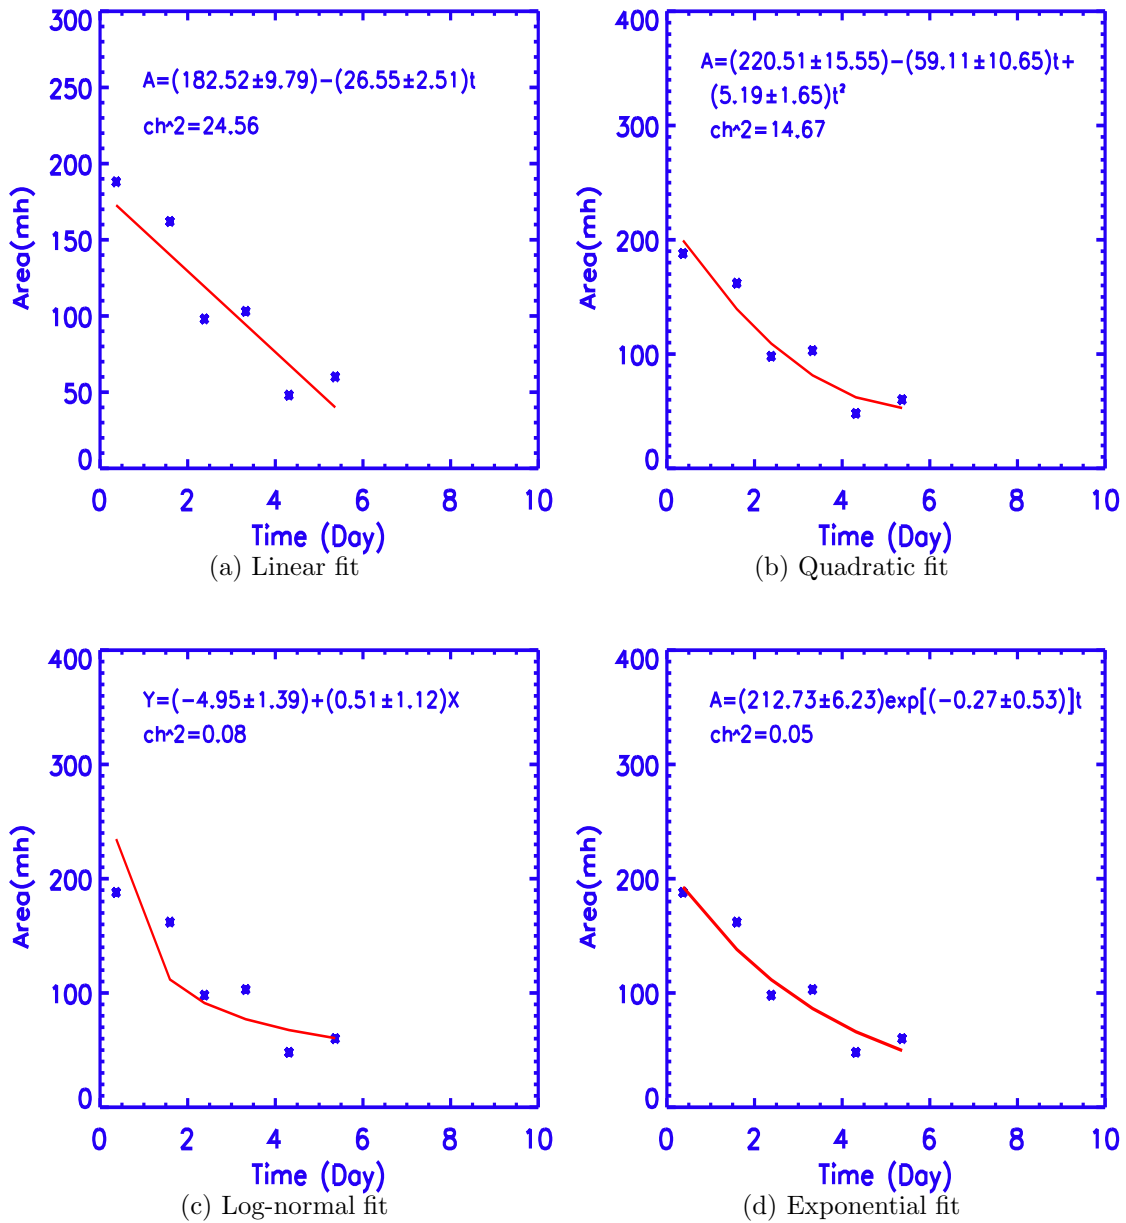 300
250
200
150
100
50
0
A=(182.52±9.79)−(26.55±2.51)t
ch^2=24.56
Area(mh)
0 2 4 6 8 10
Time (Day)
(a) Linear fit
400
300
200
100
0
A=(220.51±15.55)−(59.11±10.65)t+
(5.19±1.65)t²
ch^2=14.67
Area(mh)
0 2 4 6 8 10
Time (Day)
(b) Quadratic fit
400
300
200
100
0
Y=(−4.95±1.39)+(0.51±1.12)X
ch^2=0.08
Area(mh)
0 2 4 6 8 10
Time (Day)
(c) Log-normal fit
400
300
200
100
0
A=(212.73±6.23)exp[(−0.27±0.53)]t
ch^2=0.05
Area(mh)
0 2 4 6 8 10
Time (Day)
(d) Exponential fit